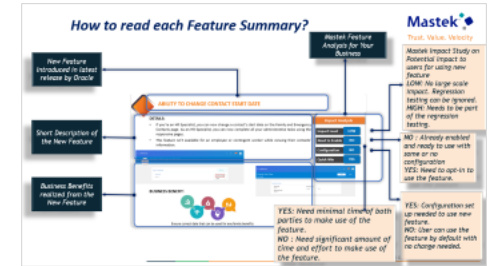 How to read each Feature Summary?
Mastek
Trust. Value. Velocity
New Feature
Introduced in latest
release by Oracle
Mastek Feature
Analysis for Your
Business
Mastek Impact Study on
Potential Impact to
users for using new
feature
LOW: No large scale
impact. Regression
testing can be ignored.
HIGH: Needs to be part
of the regression
testing.
ABILITY TO CHANGE CONTACT START DATE
Short Description of
the New Feature
DETAILS:
Impact Analysis
NO : Already enabled
and ready to use with
same or no
configuration
YES: Need to opt-in to
use the feature.
Business Benefits
realized from the
New Feature
BUSINESS BENEFIT:
YES: Need minimal time of both
parties to make use of the
feature.
NO : Need significant amount of
time and effort to make use of
the feature.
YES: Configuration set
up needed to use new
feature.
NO: User can use the
feature by default with
no charge needed.